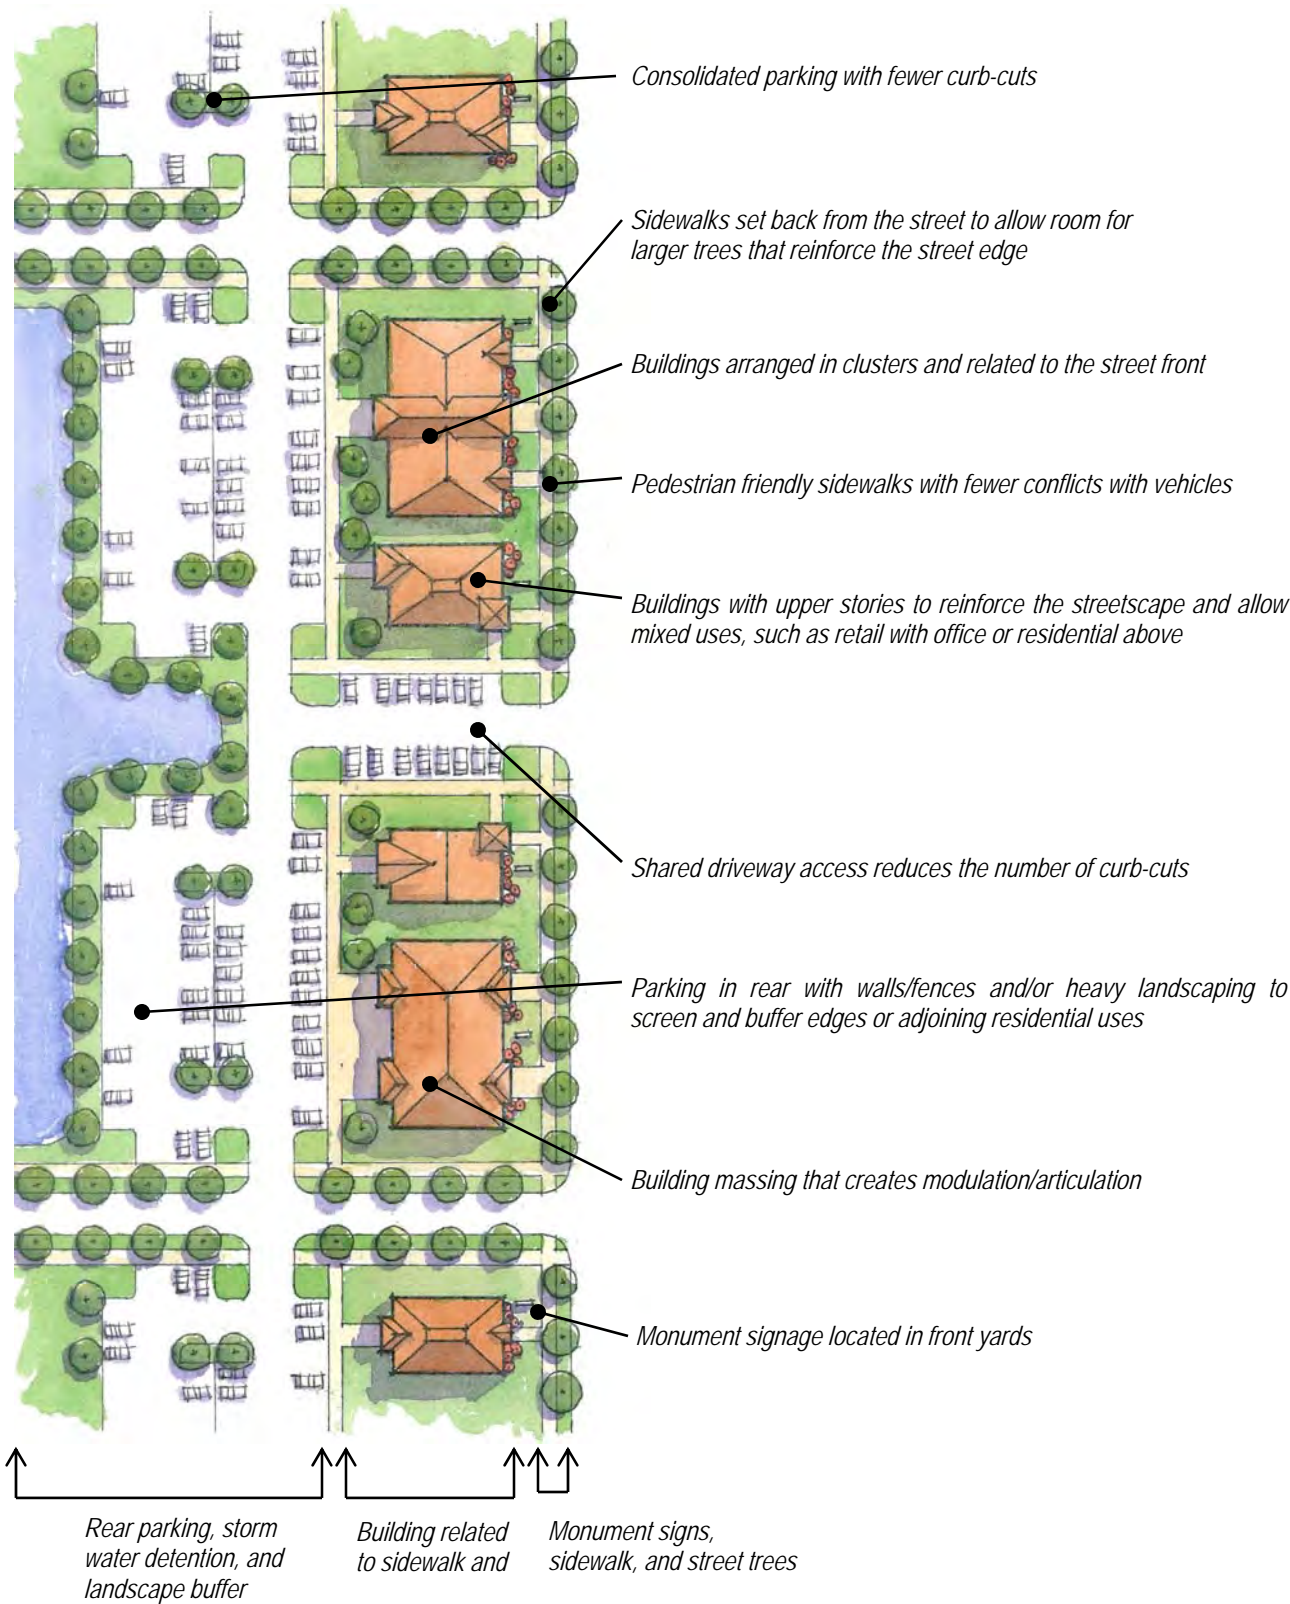 Consolidated parking with fewer curb-cuts
Sidewalks set back from the street to allow room for
larger trees that reinforce the street edge
Buildings arranged in clusters and related to the street front
Pedestrian friendly sidewalks with fewer conflicts with vehicles
Buildings with upper stories to reinforce the streetscape and allow
mixed uses, such as retail with office or residential above
Shared driveway access reduces the number of curb-cuts
Parking in rear with walls/fences and/or heavy landscaping to
screen and buffer edges or adjoining residential uses
Building massing that creates modulation/articulation
Monument signage located in front yards
Rear parking, storm
water detention, and
landscape buffer
Building related
to sidewalk and
Monument signs,
sidewalk, and street trees